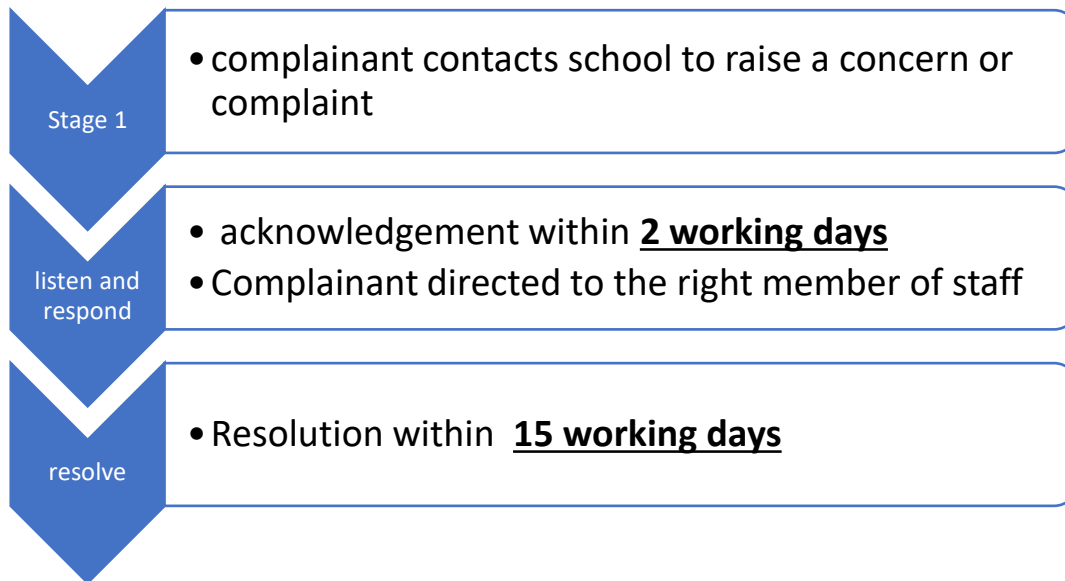 Stage 1
• complainant contacts school to raise a concern or
complaint
listen and
respond
• acknowledgement within 2 working days
• Complainant directed to the right member of staff
resolve
• Resolution within 15 working days